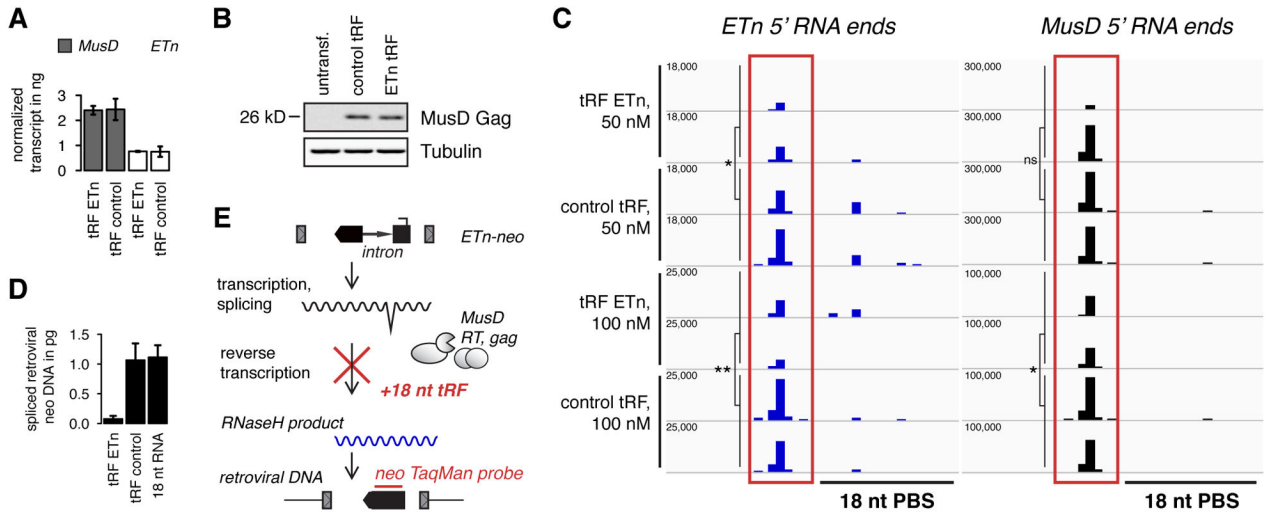 A
MusD
ETn
normalized
transcript in ng
3
2
1
0
tRF ETn
tRF control
tRF ETn
tRF control
B
untransf.
control tRF
ETn tRF
26 kD
MusD Gag
Tubulin
C
ETn 5' RNA ends
MusD 5' RNA ends
tRF ETn,
50 nM
control tRF,
50 nM
tRF ETn,
100 nM
control tRF,
100 nM
18,000
18,000
18,000
18,000
25,000
25,000
25,000
25,000
*
**
300,000
300,000
300,000
300,000
100,000
100,000
100,000
100,000
ns
*
18 nt PBS
18 nt PBS
D
spliced retroviral
neo DNA in pg
1.5
1.0
0.5
0.0
tRF ETn
tRF control
18 nt RNA
E
ETn-neo
intron
transcription,
splicing
MusD
RT, gag
reverse
transcription
+18 nt tRF
RNaseH product
retroviral DNA
neo TaqMan probe